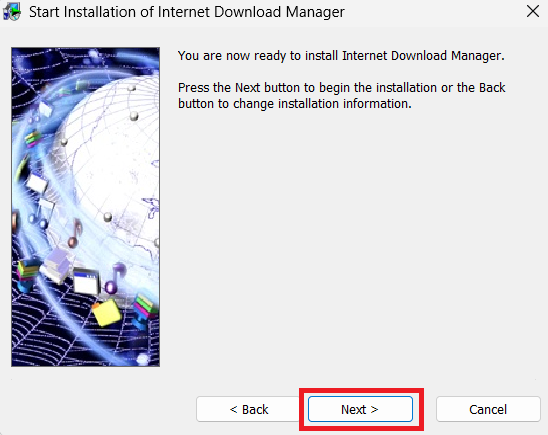 Start Installation of Internet Download Manager
You are now ready to install Internet Download Manager.
Press the Next button to begin the installation or the Back
button to change installation information.
< Back
Next >
Cancel